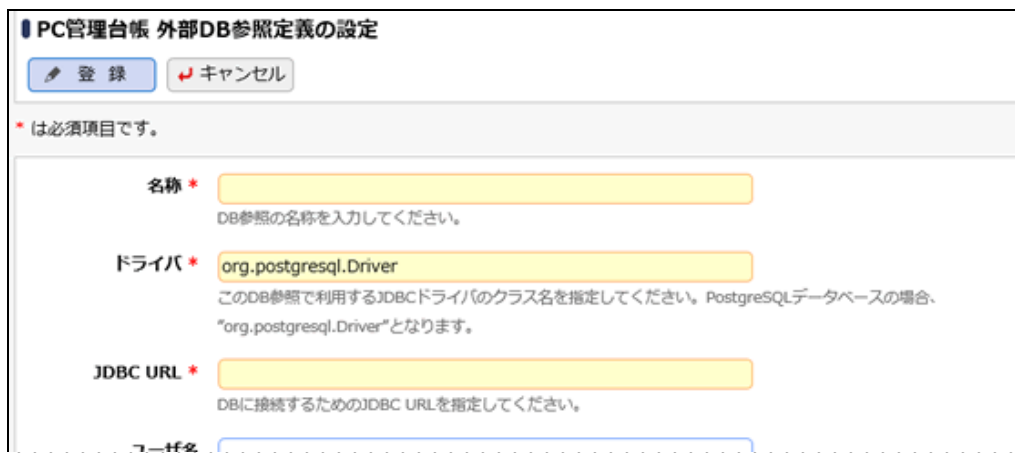 PC管理台帳 外部DB参照定義の設定
登 録 キャンセル
* は必須項目です。
名称 *
DB参照の名称を入力してください。
ドライバ * org.postgresql.Driver
このDB参照で利用するJDBCドライバのクラス名を指定してください。PostgreSQLデータベースの場合、
"org.postgresql.Driver"となります。
JDBC URL *
DBに接続するためのJDBC URLを指定してください。
ユーザ名